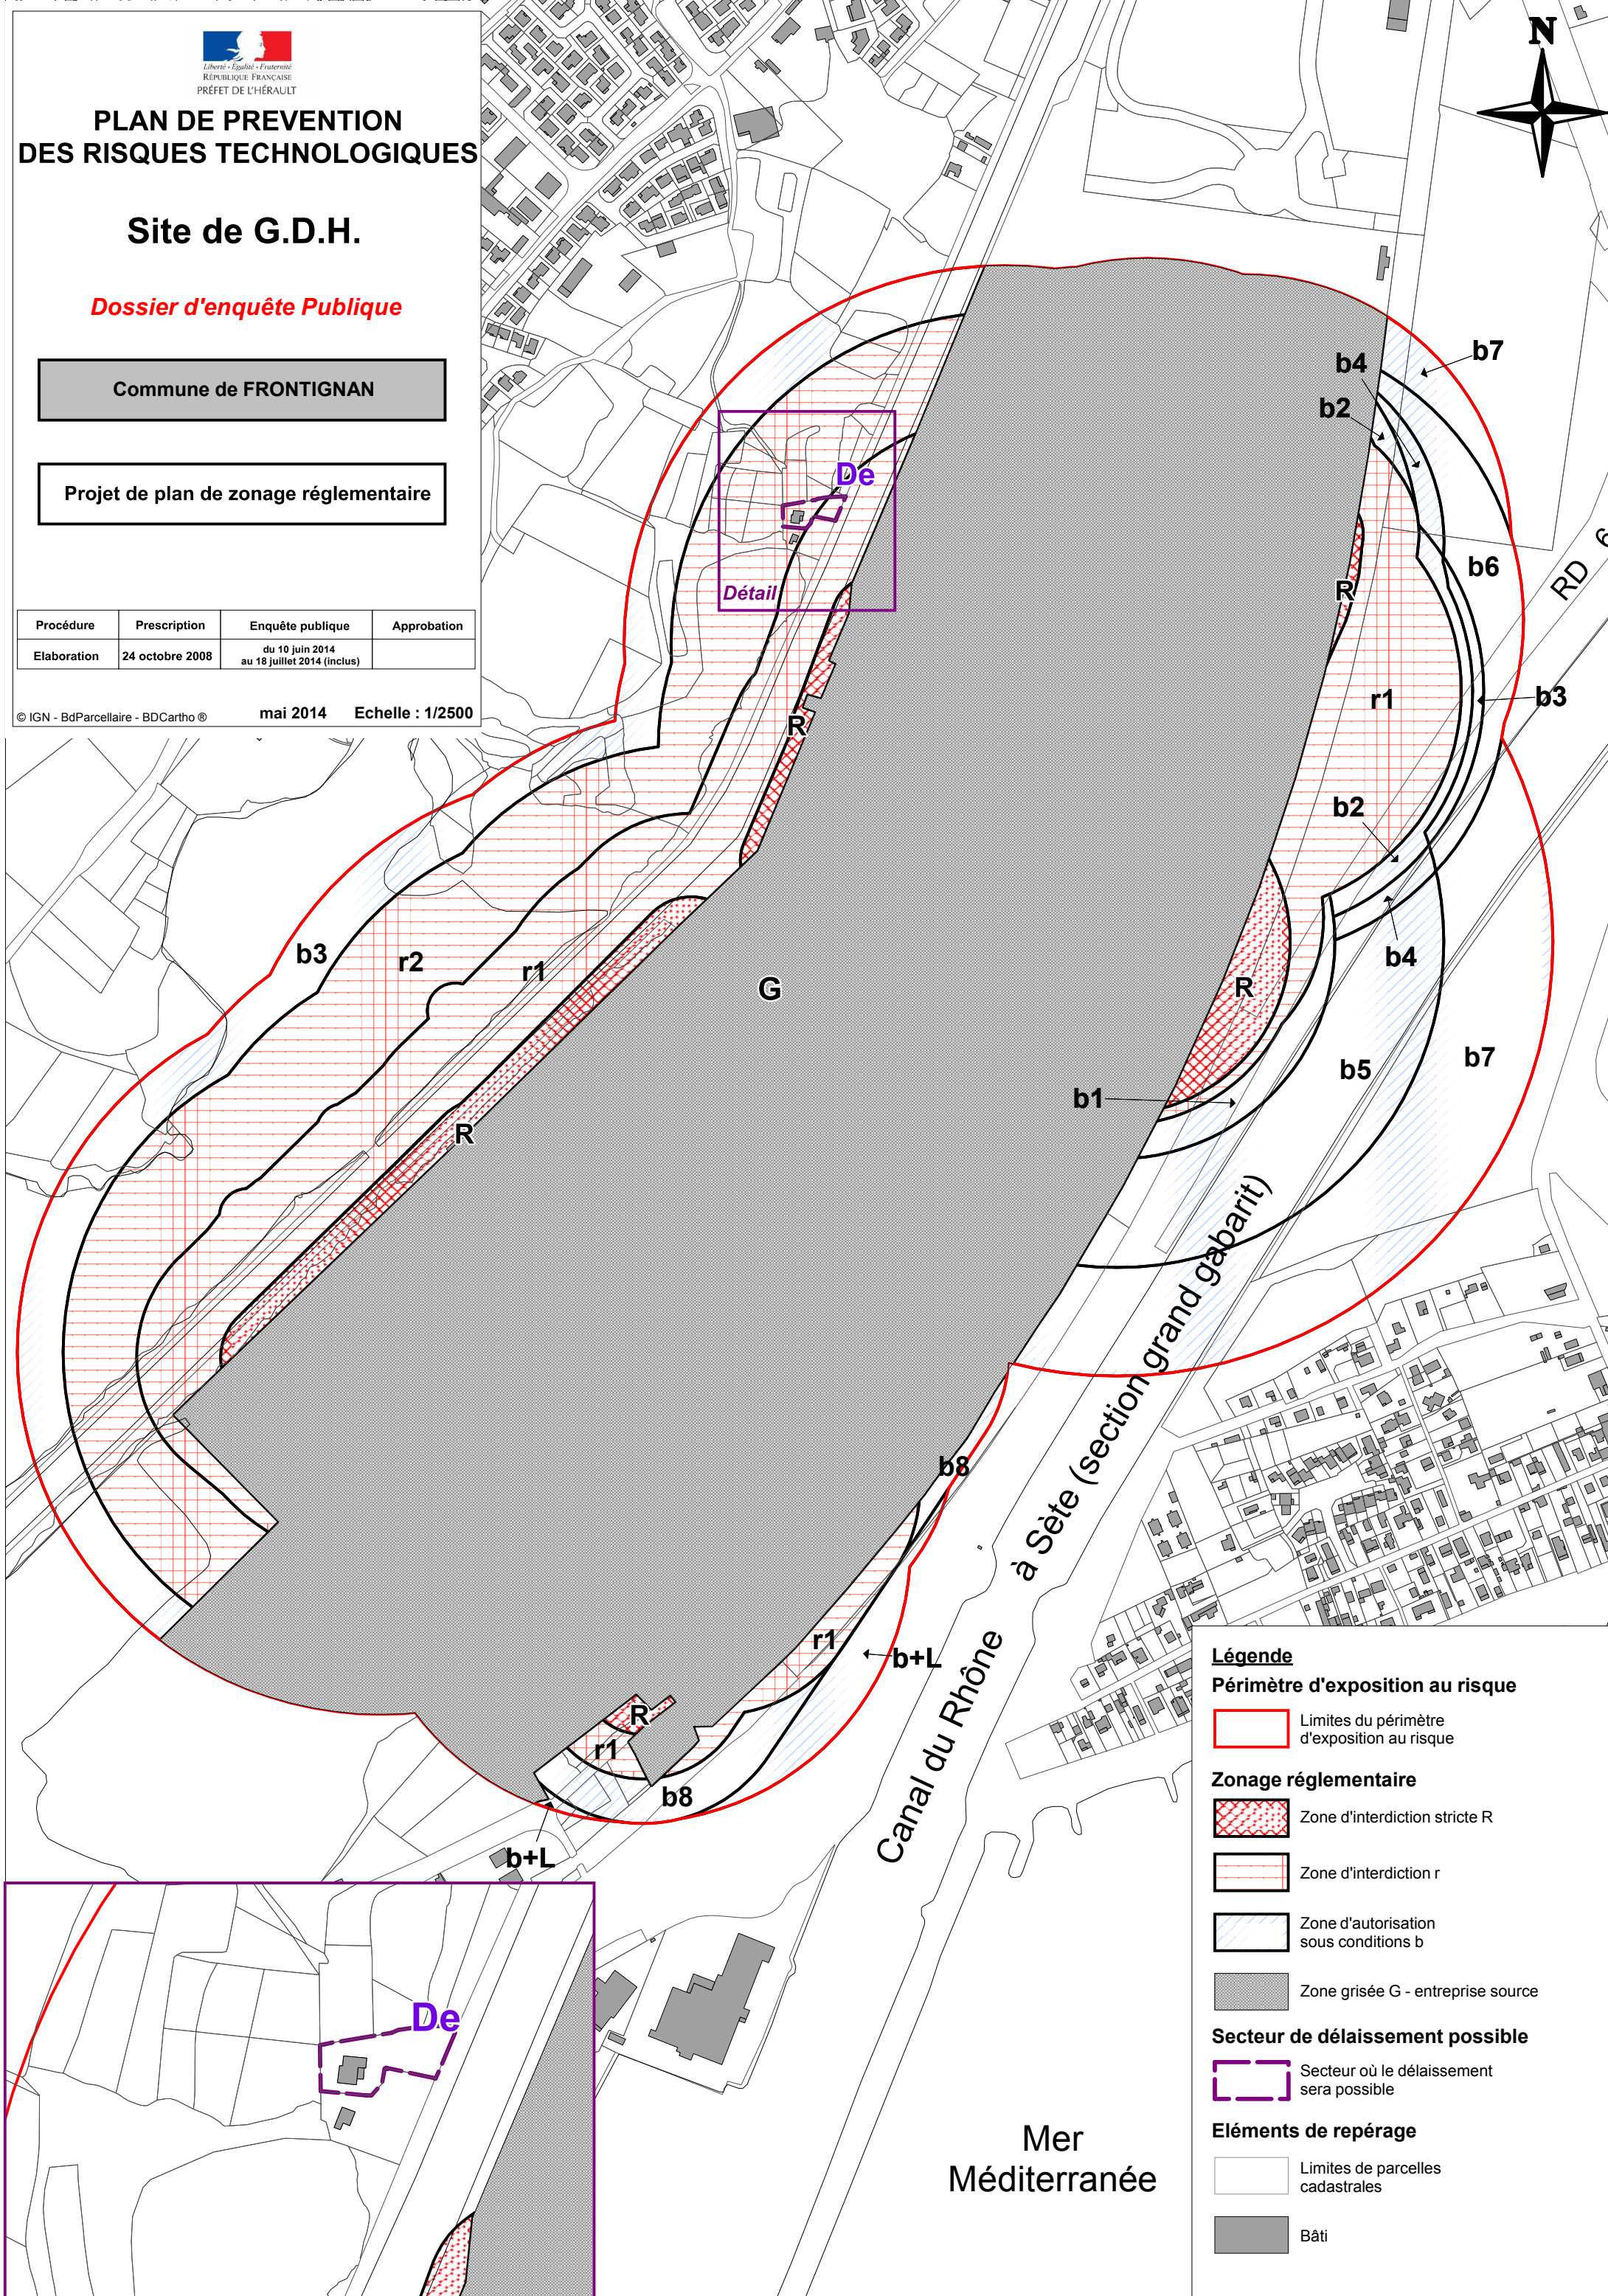 Liberté • Égalité • Fraternité
RÉPUBLIQUE FRANÇAISE
PRÉFET DE L'HÉRAULT
PLAN DE PREVENTION
DES RISQUES TECHNOLOGIQUES
Site de G.D.H.
Dossier d'enquête Publique
Commune de FRONTIGNAN
Projet de plan de zonage réglementaire
Procédure Prescription Enquête publique Approbation
Elaboration 24 octobre 2008 du 10 juin 2014
au 18 juillet 2014 (inclus)
© IGN - BdParcellaire - BDCartho ®
mai 2014 Echelle : 1/2500
N
b7
b4
b2
De
Détail
b6
RD 6
R
r1
b3
R
b2
b3
r2
r1
G
R
b4
b5
b7
b1
R
b8
r1
b+L
R
r1
b8
b+L
Canal du Rhône à Sète (section grand gabarit)
De
Mer
Méditerranée
Légende
Périmètre d'exposition au risque
Limites du périmètre
d'exposition au risque
Zonage réglementaire
Zone d'interdiction stricte R
Zone d'interdiction r
Zone d'autorisation
sous conditions b
Zone grisée G - entreprise source
Secteur de délaissement possible
Secteur où le délaissement
sera possible
Eléments de repérage
Limites de parcelles
cadastrales
Bâti